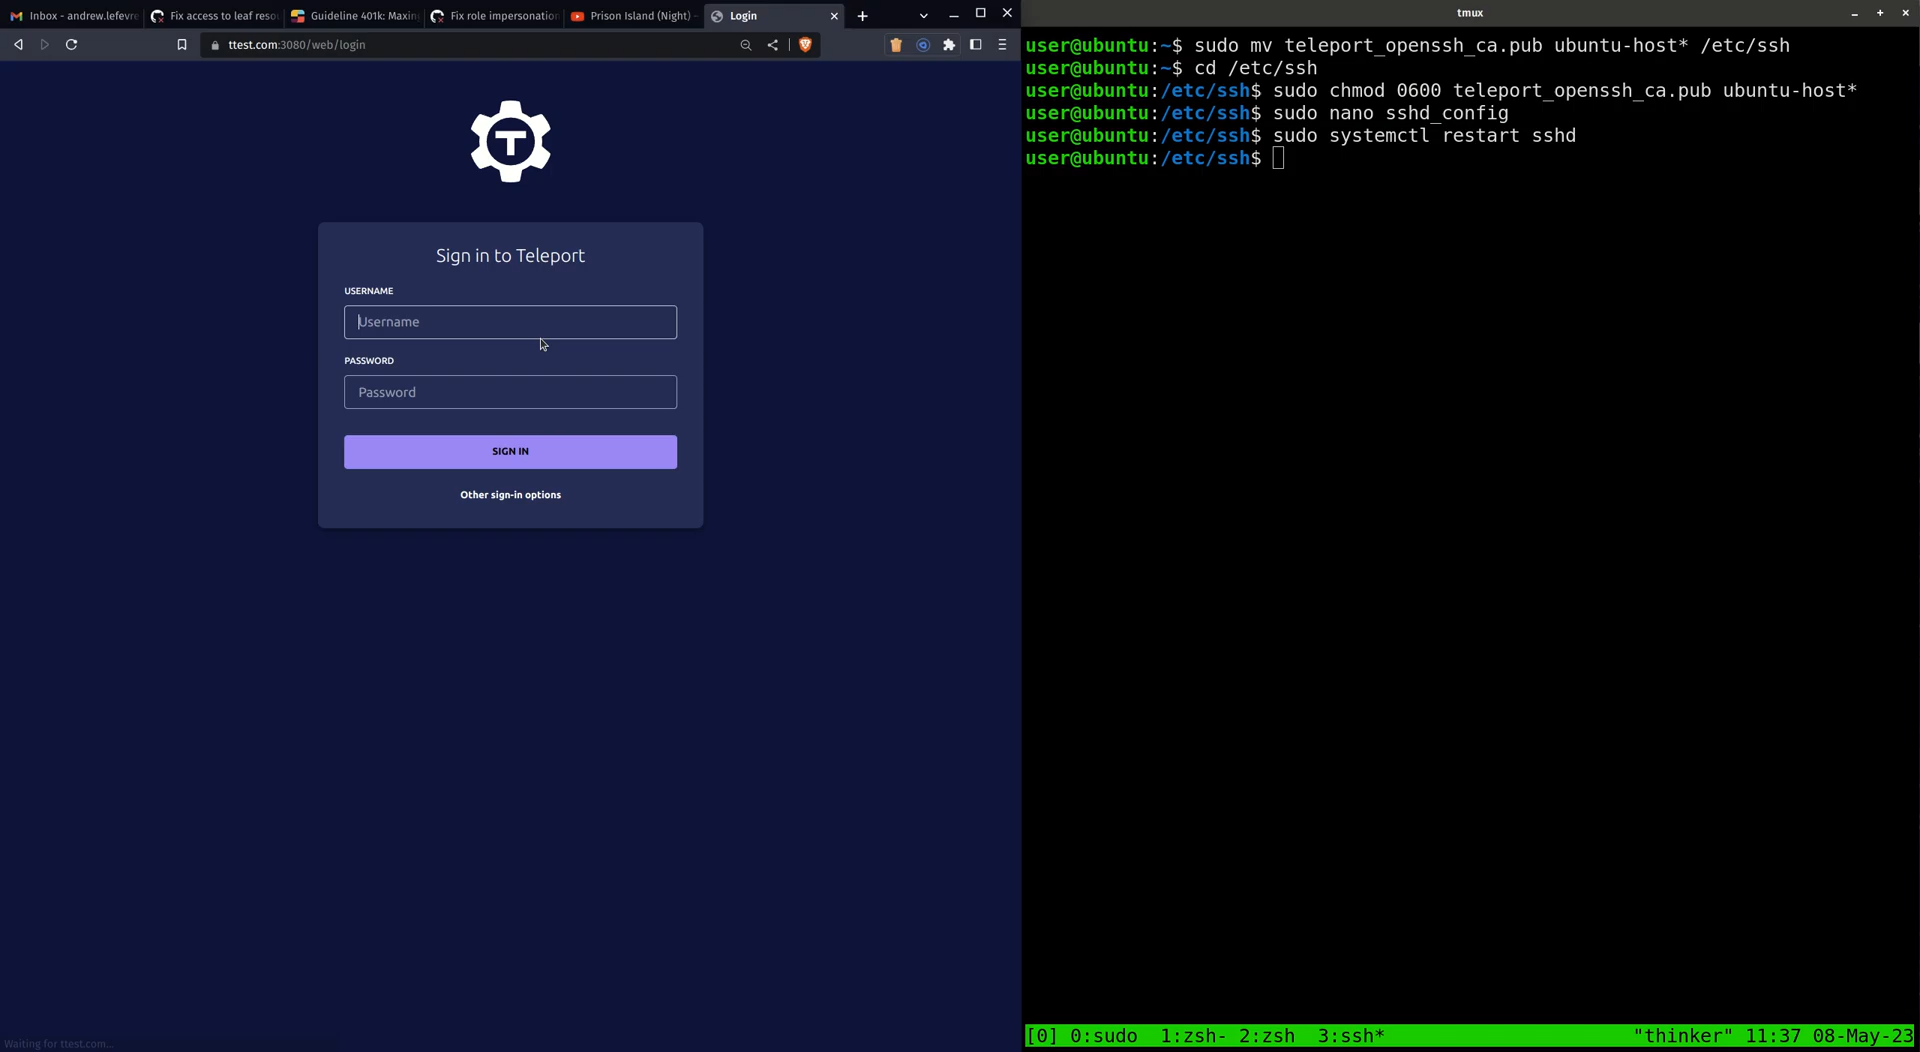 Inbox - andrew.lefevre
Fix access to leaf reso
Guideline 401k: Maxin
Fix role impersonation
Prison Island (Night) -
Login
ttest.com:3080/web/login
T
Sign in to Teleport
USERNAME
Username
PASSWORD
Password
SIGN IN
Other sign-in options
Waiting for ttest.com...
tmux
user@ubuntu:~$ sudo mv teleport_openssh_ca.pub ubuntu-host* /etc/ssh
user@ubuntu:~$ cd /etc/ssh
user@ubuntu:/etc/ssh$ sudo chmod 0600 teleport_openssh_ca.pub ubuntu-host*
user@ubuntu:/etc/ssh$ sudo nano sshd_config
user@ubuntu:/etc/ssh$ sudo systemctl restart sshd
user@ubuntu:/etc/ssh$
[0] 0:sudo  1:zsh- 2:zsh  3:ssh* "thinker" 11:37 08-May-23